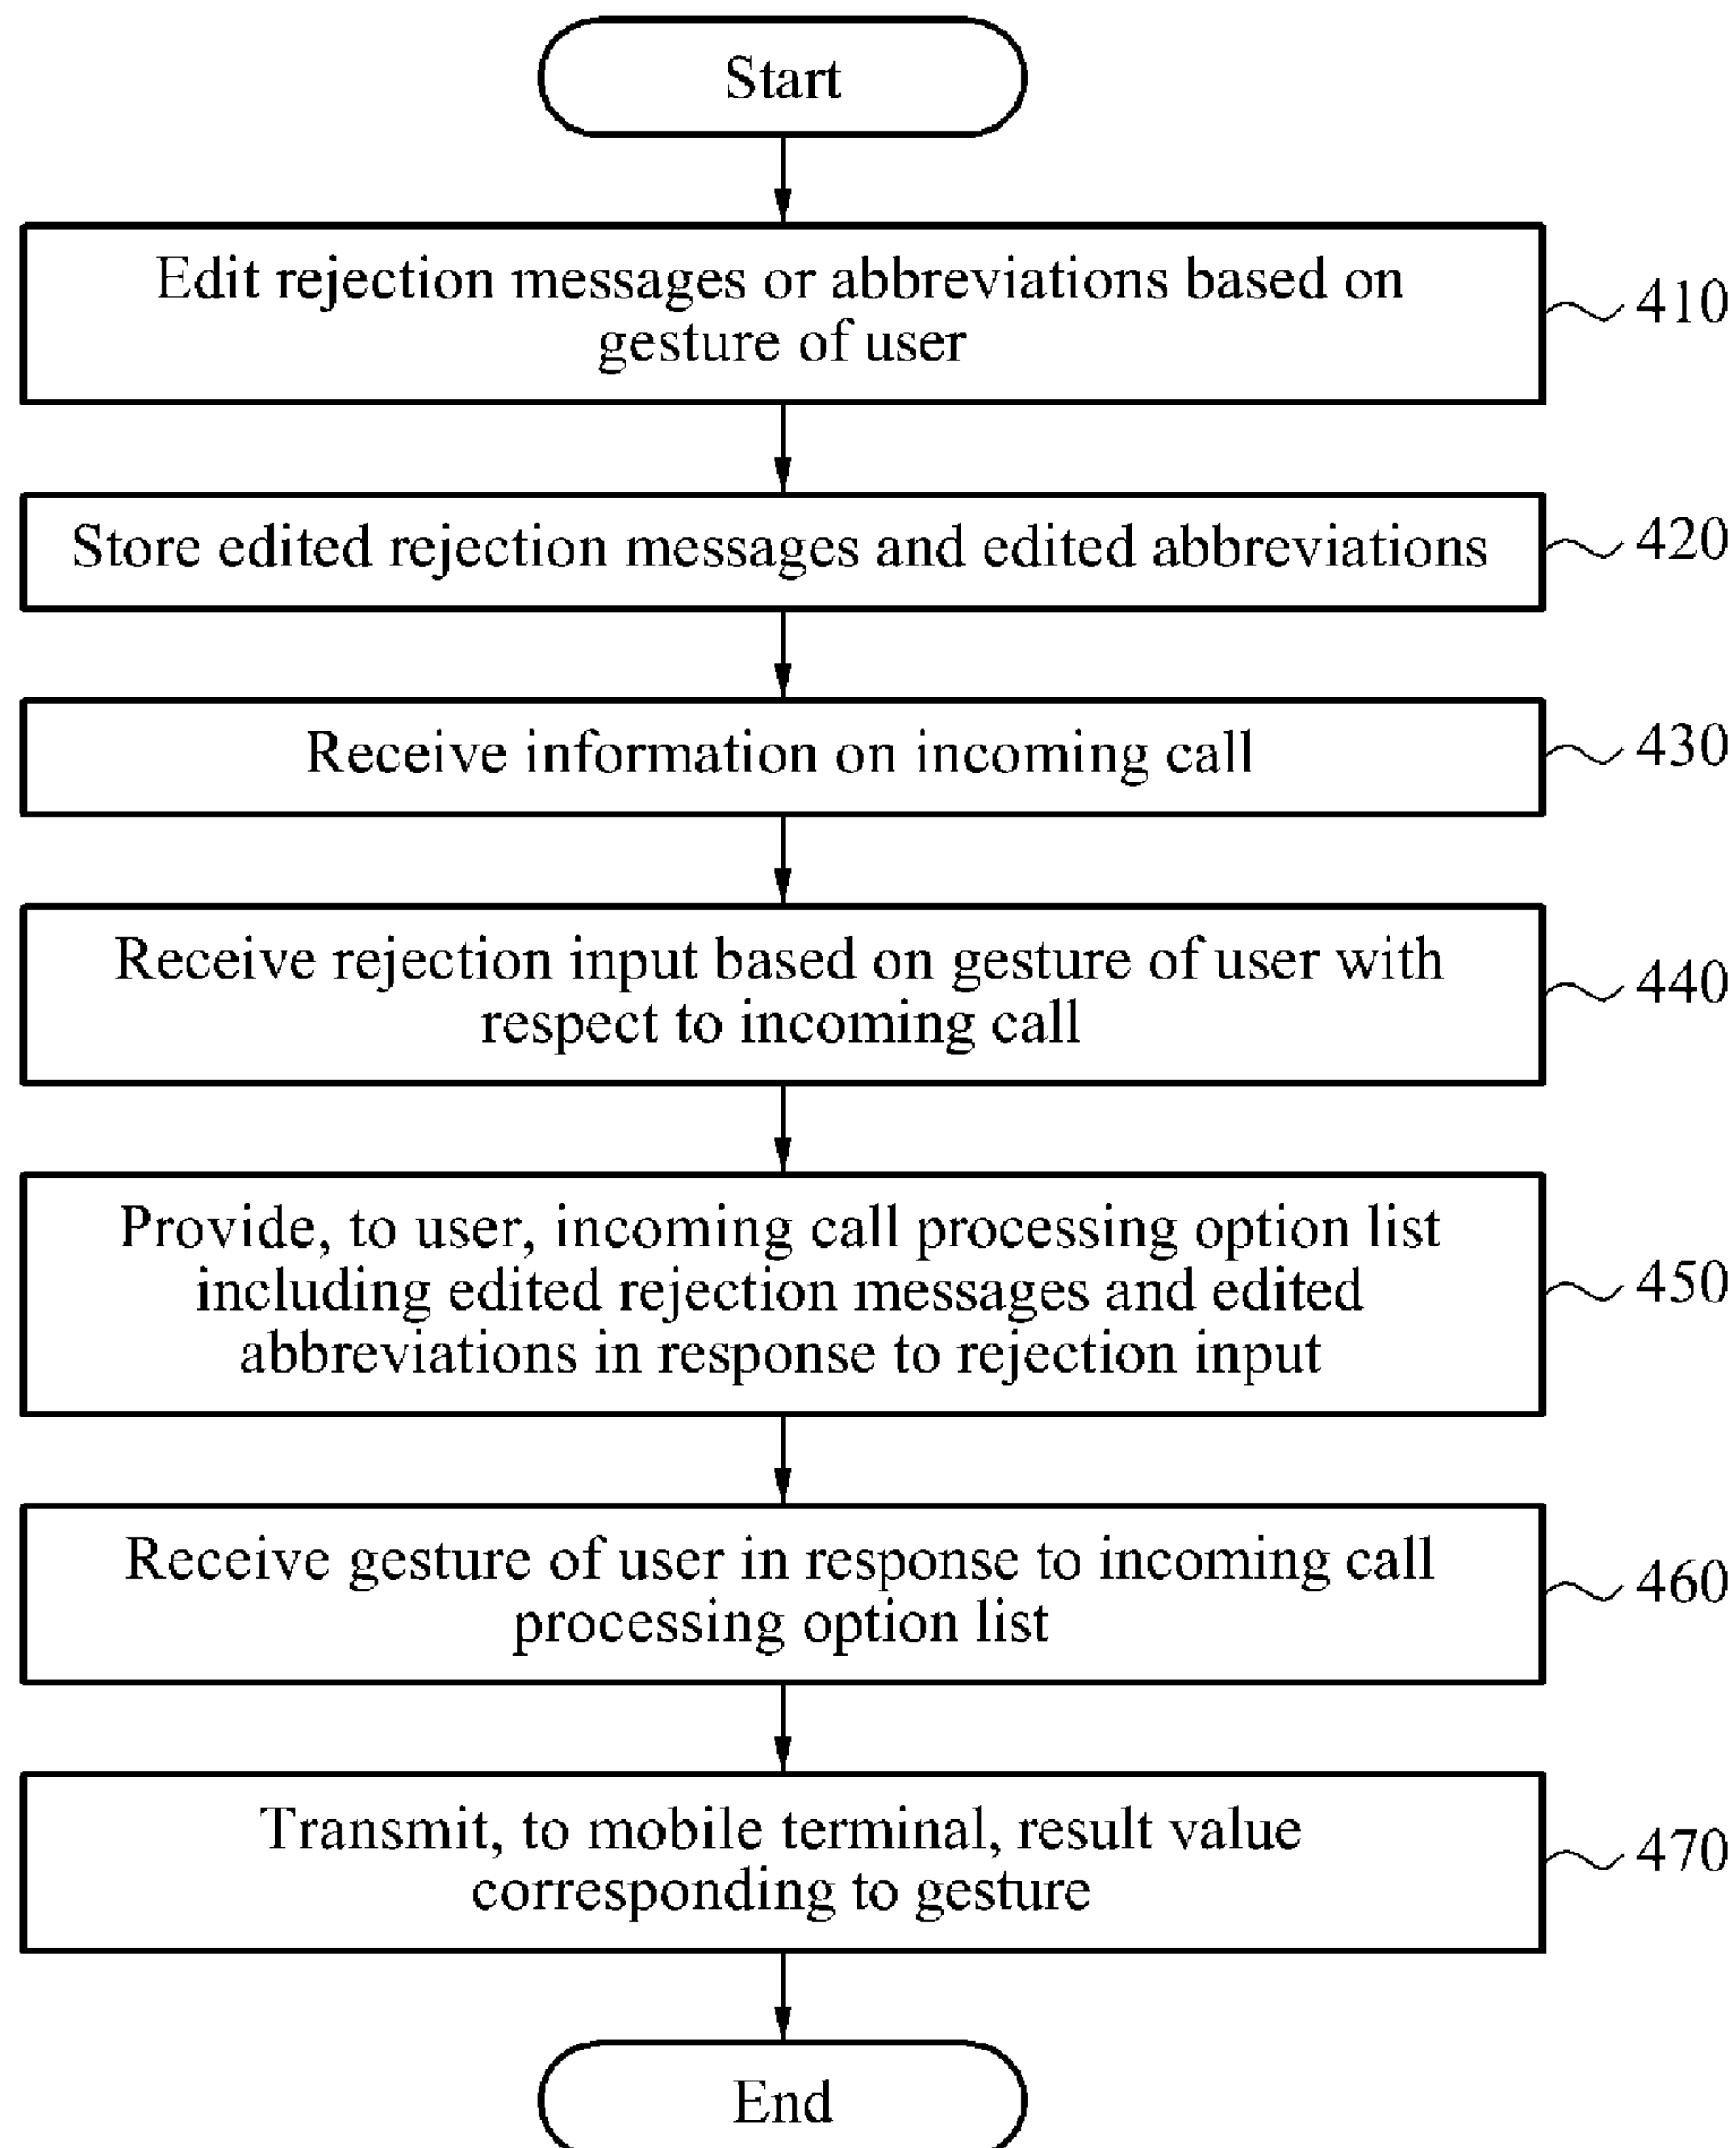 Start
Edit rejection messages or abbreviations based on
gesture of user
410
Store edited rejection messages and edited abbreviations
420
Receive information on incoming call
430
Receive rejection input based on gesture of user with
respect to incoming call
440
Provide, to user, incoming call processing option list
including edited rejection messages and edited
abbreviations in response to rejection input
450
Receive gesture of user in response to incoming call
processing option list
460
Transmit, to mobile terminal, result value
corresponding to gesture
470
End